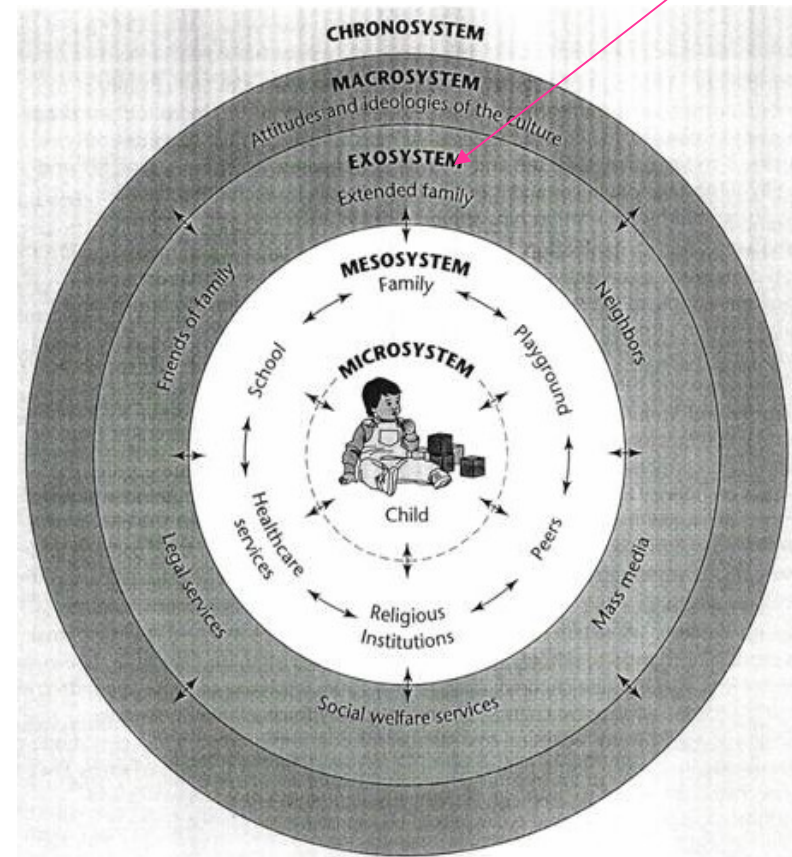 CHRONOSYSTEM
MACROSYSTEM
Attitudes and ideologies of the culture
EXOSYSTEM
Extended family
Friends of family
Neighbors
MESOSYSTEM
Family
School
Playground
MICROSYSTEM
Child
Healthcare
services
Peers
Religious
Institutions
Legal services
Mass media
Social welfare services